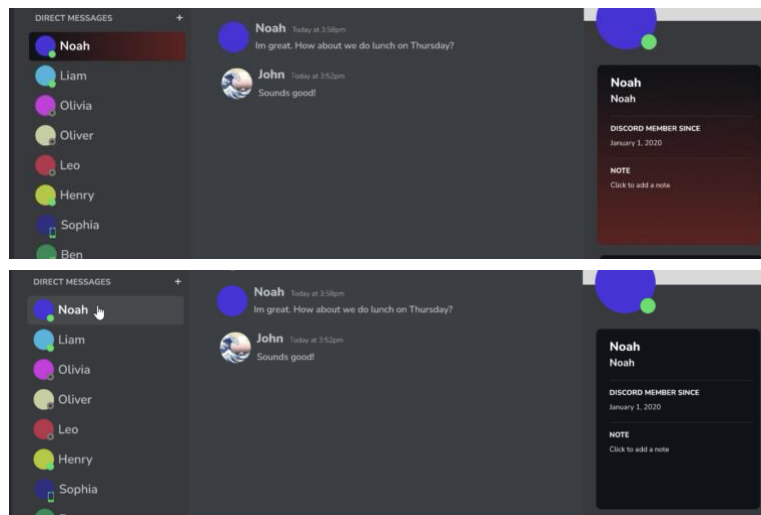 DIRECT MESSAGES +
Noah
Liam
Olivia
Oliver
Leo
Henry
Sophia
Ben
Noah Today at 3:58pm
Im great. How about we do lunch on Thursday?
John Today at 3:52pm
Sounds good!
Noah
Noah
DISCORD MEMBER SINCE
January 1, 2020
NOTE
Click to add a note
DIRECT MESSAGES +
Noah
Liam
Olivia
Oliver
Leo
Henry
Sophia
Noah Today at 3:58pm
Im great. How about we do lunch on Thursday?
John Today at 3:52pm
Sounds good!
Noah
Noah
DISCORD MEMBER SINCE
January 1, 2020
NOTE
Click to add a note